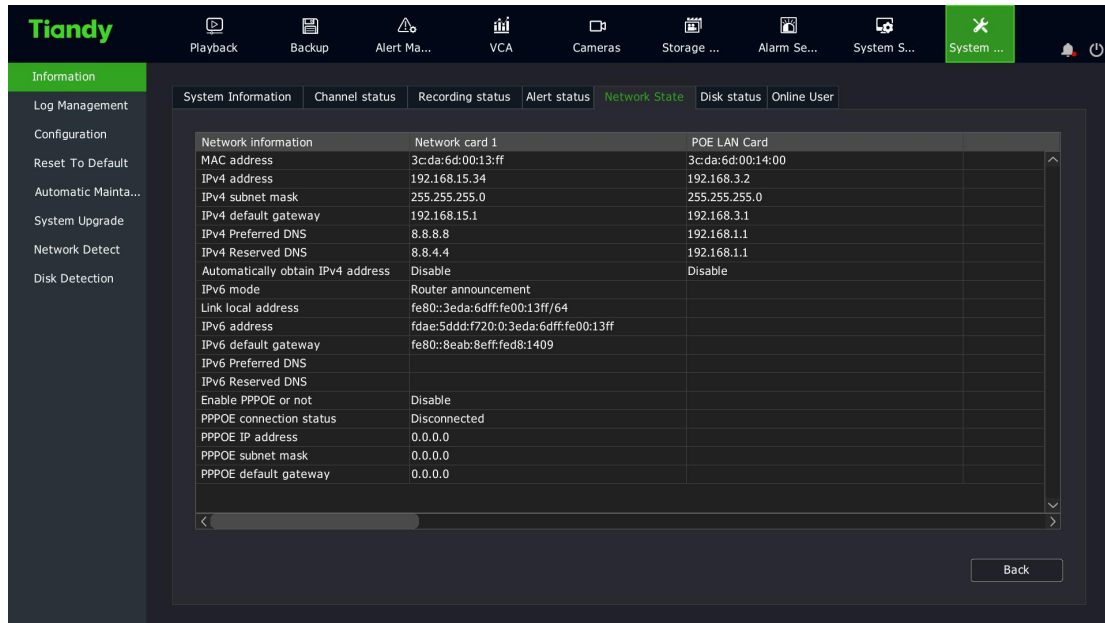 Tiandy
Playback Backup Alert Ma... VCA Cameras Storage ... Alarm Se... System S... System ...
Information
Log Management
Configuration
Reset To Default
Automatic Mainta...
System Upgrade
Network Detect
Disk Detection
System Information Channel status Recording status Alert status Network State Disk status Online User
Network information Network card 1 POE LAN Card
MAC address 3c:da:6d:00:13:ff 3c:da:6d:00:14:00
IPv4 address 192.168.15.34 192.168.3.2
IPv4 subnet mask 255.255.255.0 255.255.255.0
IPv4 default gateway 192.168.15.1 192.168.3.1
IPv4 Preferred DNS 8.8.8.8 192.168.1.1
IPv4 Reserved DNS 8.8.4.4 192.168.1.1
Automatically obtain IPv4 address Disable Disable
IPv6 mode Router announcement
Link local address fe80::3eda:6dff:fe00:13ff/64
IPv6 address fdae:5ddd:f720:0:3eda:6dff:fe00:13ff
IPv6 default gateway fe80::8eab:8eff:fed8:1409
IPv6 Preferred DNS
IPv6 Reserved DNS
Enable PPPOE or not Disable
PPPOE connection status Disconnected
PPPOE IP address 0.0.0.0
PPPOE subnet mask 0.0.0.0
PPPOE default gateway 0.0.0.0
Back